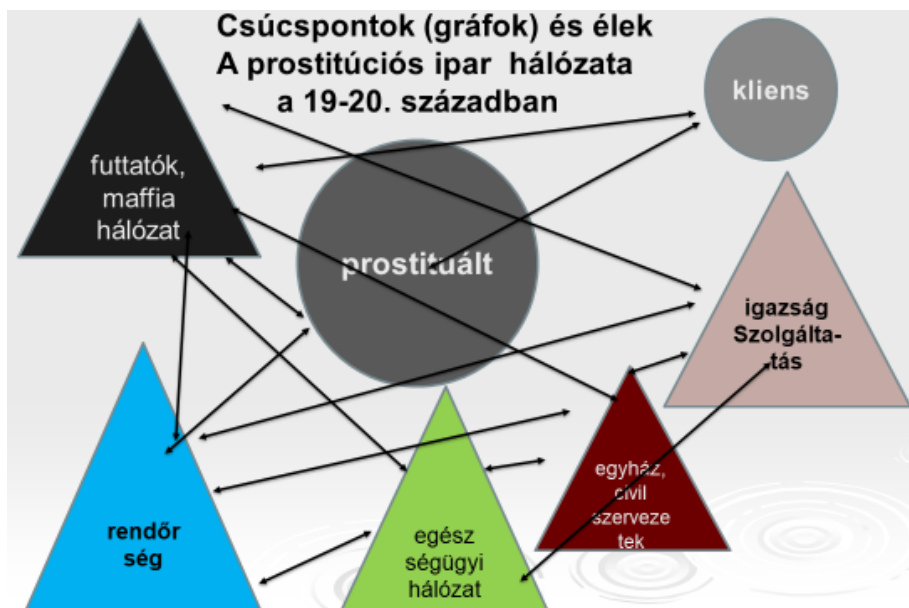 Csúcspontok (gráfok) és élek
A prostitúciós ipar hálózata
a 19-20. században
kliens
futtatók,
maffia
hálózat
prostituált
igazság
Szolgálta-
tás
rendőr
ség
egész
ségügyi
hálózat
egyház,
civil
szerveze
tek